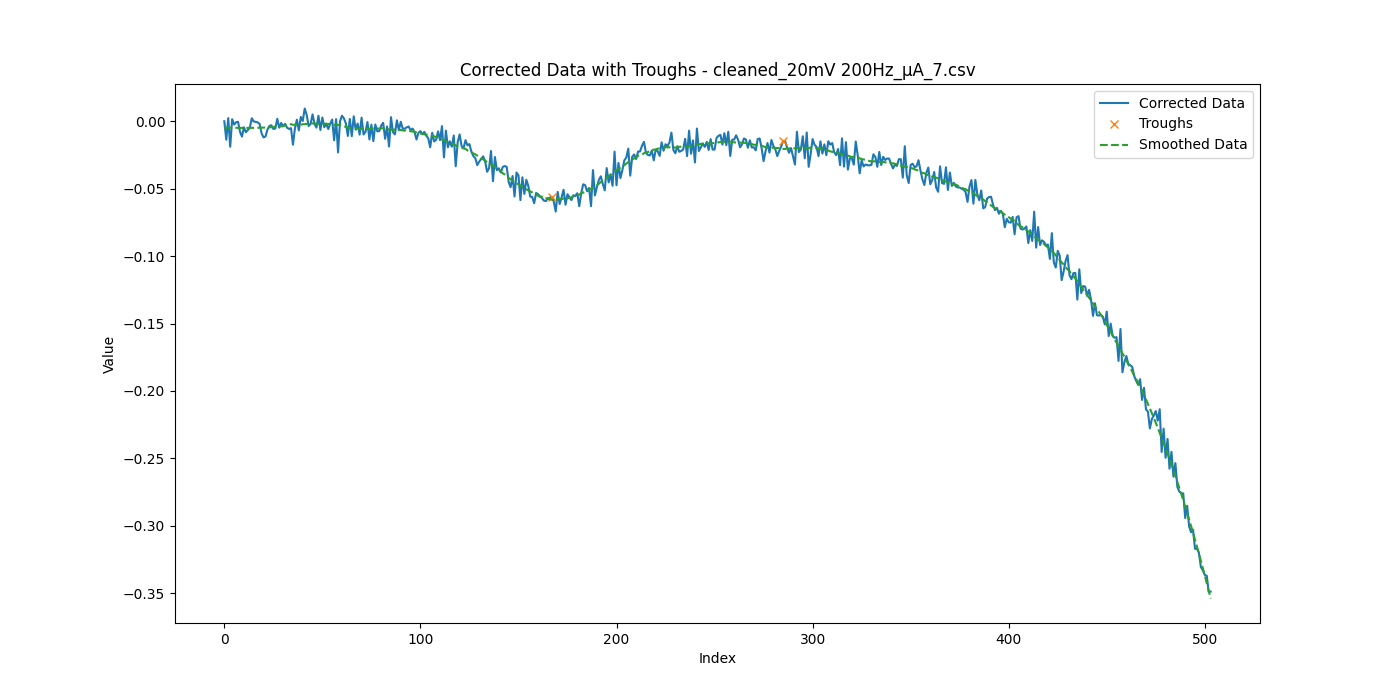 Corrected Data with Troughs - cleaned_20mV 200Hz_µA_7.csv
Corrected Data
Troughs
Smoothed Data
Value
0.00
−0.05
−0.10
−0.15
−0.20
−0.25
−0.30
−0.35
0 100 200 300 400 500
Index